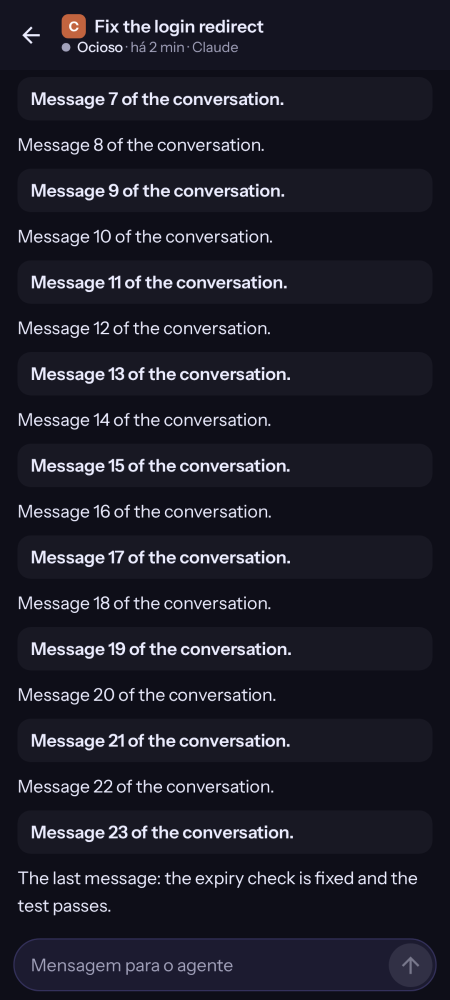 C Fix the login redirect
Ocioso · há 2 min · Claude
Message 7 of the conversation.
Message 8 of the conversation.
Message 9 of the conversation.
Message 10 of the conversation.
Message 11 of the conversation.
Message 12 of the conversation.
Message 13 of the conversation.
Message 14 of the conversation.
Message 15 of the conversation.
Message 16 of the conversation.
Message 17 of the conversation.
Message 18 of the conversation.
Message 19 of the conversation.
Message 20 of the conversation.
Message 21 of the conversation.
Message 22 of the conversation.
Message 23 of the conversation.
The last message: the expiry check is fixed and the
test passes.
Mensagem para o agente